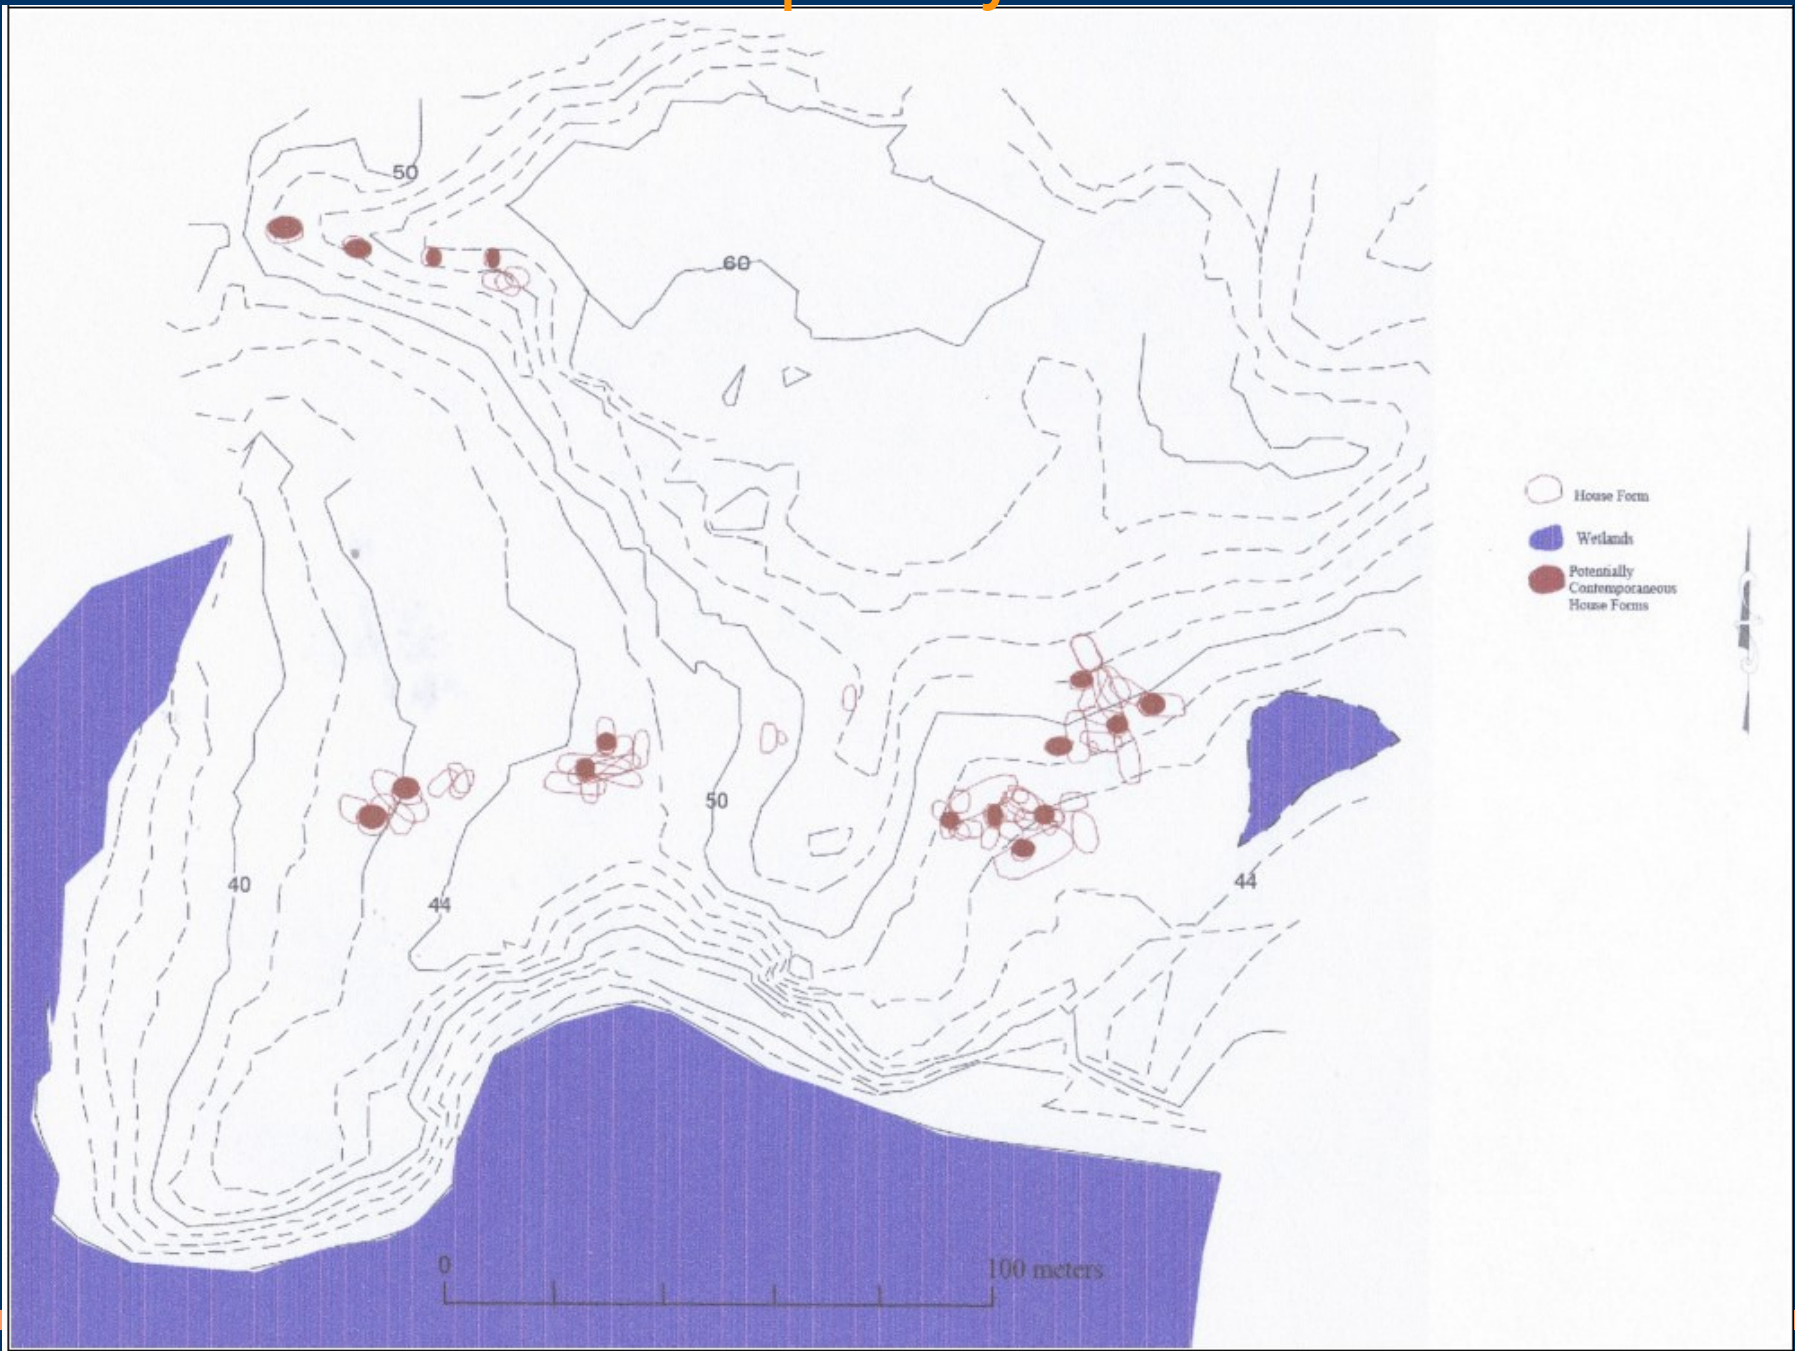 50
60
House Form
Wetlands
Potentially
Contemporaneous
House Forms
50
40
44
44
0
100 meters